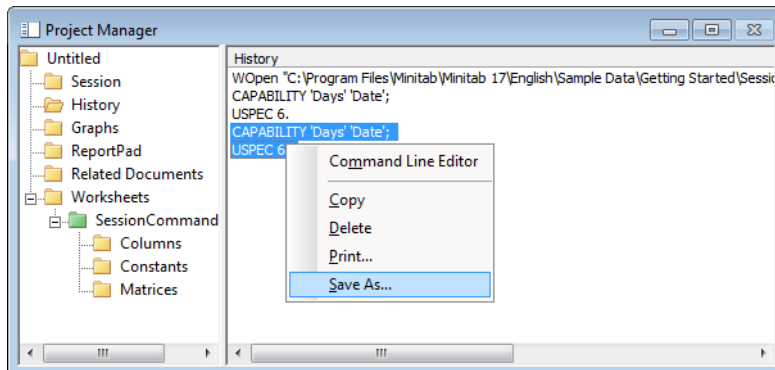 Project Manager
Untitled
Session
History
Graphs
ReportPad
Related Documents
Worksheets
SessionCommand
Columns
Constants
Matrices
History
WOpen "C:\Program Files\Minitab\Minitab 17\English\Sample Data\Getting Started\Sessio
CAPABILITY 'Days' 'Date';
USPEC 6.
CAPABILITY 'Days' 'Date';
USPEC 6
Command Line Editor
Copy
Delete
Print...
Save As...